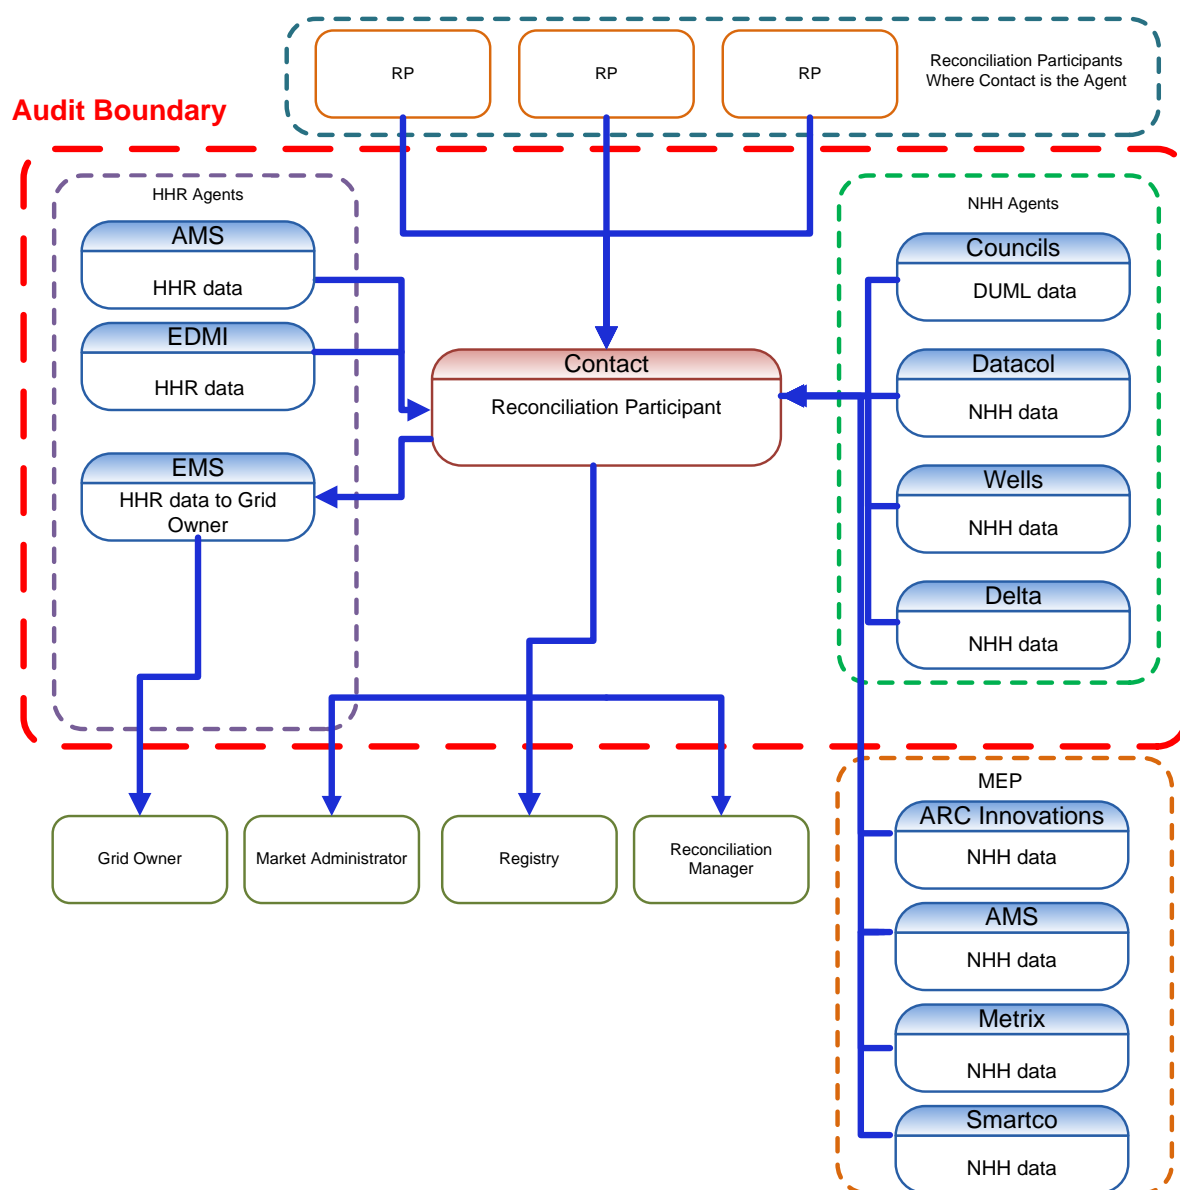 RP
RP
RP
Reconciliation Participants
Where Contact is the Agent
Audit Boundary
HHR Agents
AMS
HHR data
EDMI
HHR data
EMS
HHR data to Grid
Owner
Contact
Reconciliation Participant
NHH Agents
Councils
DUML data
Datacol
NHH data
Wells
NHH data
Delta
NHH data
Grid Owner
Market Administrator
Registry
Reconciliation
Manager
MEP
ARC Innovations
NHH data
AMS
NHH data
Metrix
NHH data
Smartco
NHH data